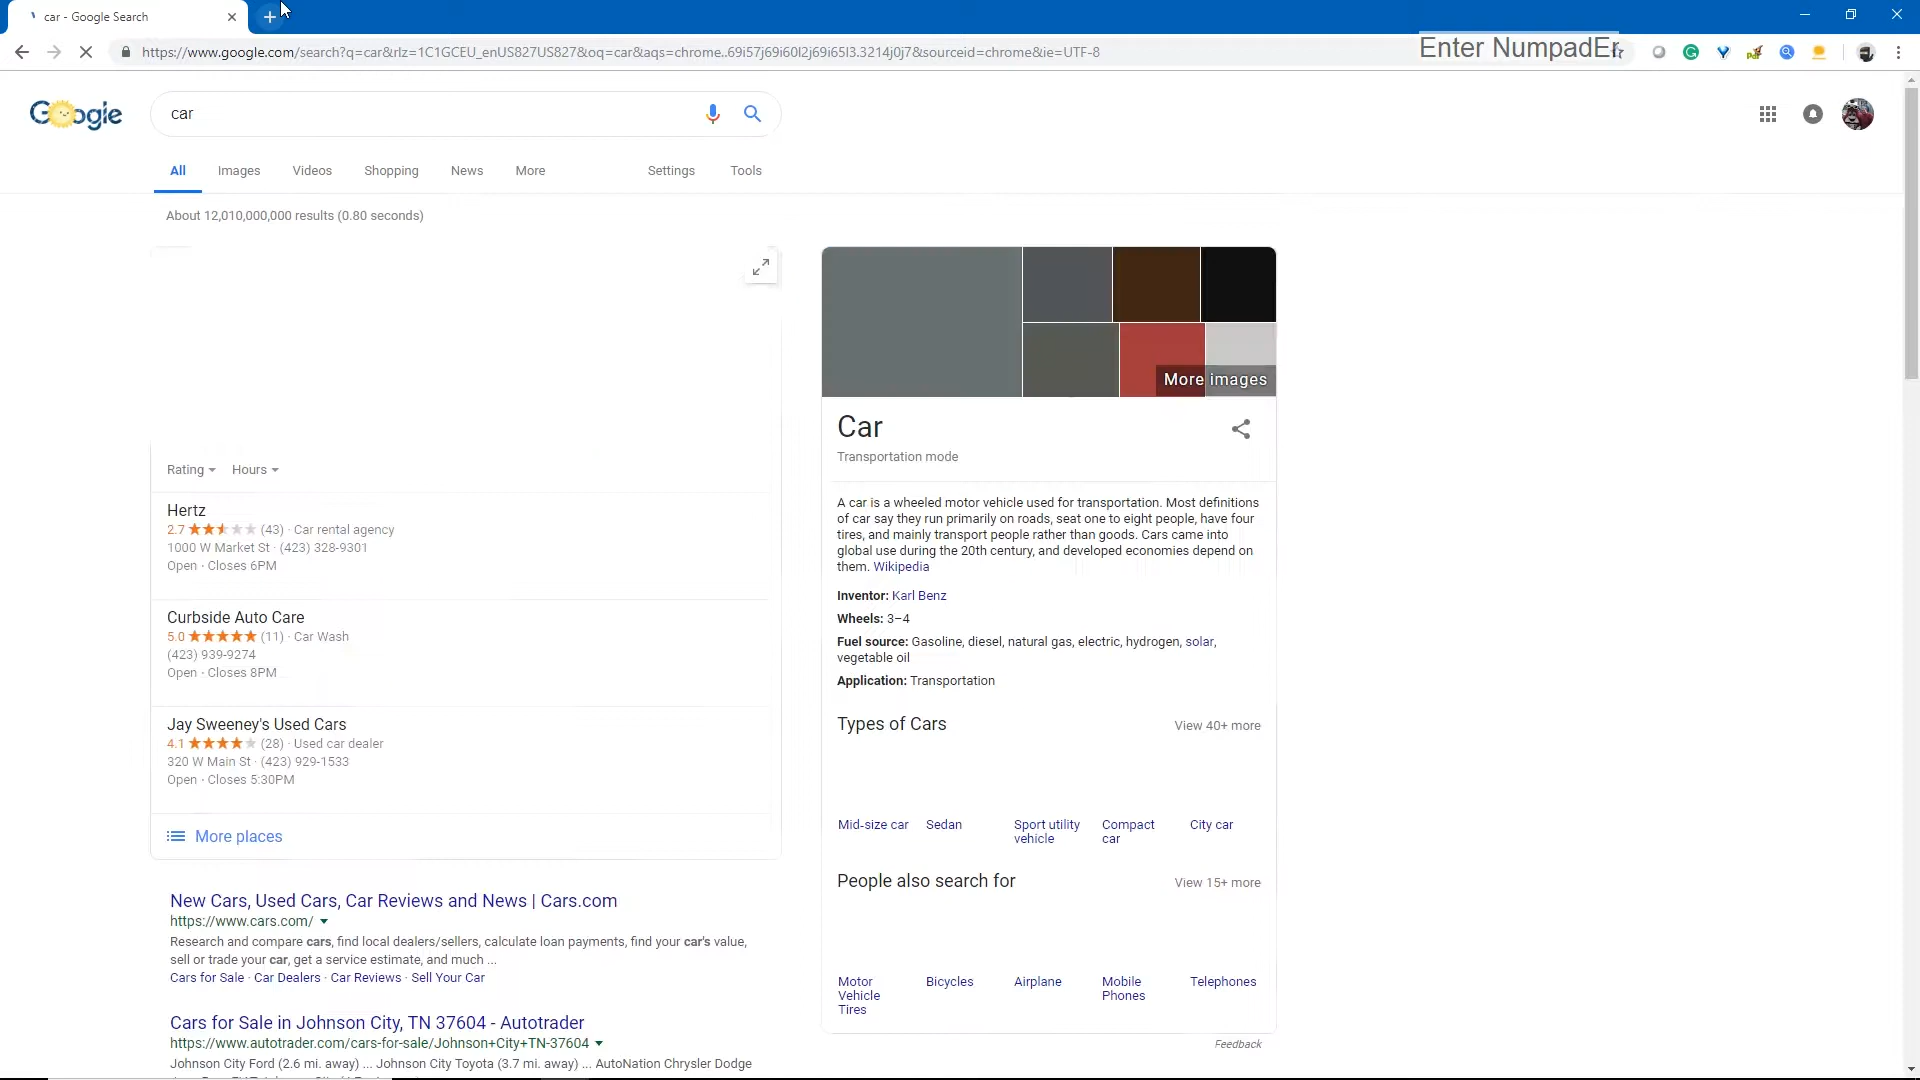 car - Google Search
https://www.google.com/search?q=car&rlz=1C1GCEU_enUS827US827&oq=car&aqs=chrome..69i57j69i60l2j69i65l3.3214j0j7&sourceid=chrome&ie=UTF-8
Enter NumpadEr
Google
car
All Images Videos Shopping News More Settings Tools
About 12,010,000,000 results (0.80 seconds)
Rating Hours
Hertz
2.7 (43) · Car rental agency
1000 W Market St · (423) 328-9301
Open · Closes 6PM
Curbside Auto Care
5.0 (11) · Car Wash
(423) 939-9274
Open · Closes 8PM
Jay Sweeney's Used Cars
4.1 (28) · Used car dealer
320 W Main St · (423) 929-1533
Open · Closes 5:30PM
More places
New Cars, Used Cars, Car Reviews and News | Cars.com
https://www.cars.com/
Research and compare cars, find local dealers/sellers, calculate loan payments, find your car's value,
sell or trade your car, get a service estimate, and much ...
Cars for Sale · Car Dealers · Car Reviews · Sell Your Car
Cars for Sale in Johnson City, TN 37604 - Autotrader
https://www.autotrader.com/cars-for-sale/Johnson+City+TN-37604
Johnson City Ford (2.6 mi. away) ... Johnson City Toyota (3.7 mi. away) ... AutoNation Chrysler Dodge
More images
Car
Transportation mode
A car is a wheeled motor vehicle used for transportation. Most definitions
of car say they run primarily on roads, seat one to eight people, have four
tires, and mainly transport people rather than goods. Cars came into
global use during the 20th century, and developed economies depend on
them. Wikipedia
Inventor: Karl Benz
Wheels: 3–4
Fuel source: Gasoline, diesel, natural gas, electric, hydrogen, solar,
vegetable oil
Application: Transportation
Types of Cars View 40+ more
Mid-size car Sedan Sport utility Compact City car
vehicle car
People also search for View 15+ more
Motor Bicycles Airplane Mobile Telephones
Vehicle Phones
Tires
Feedback